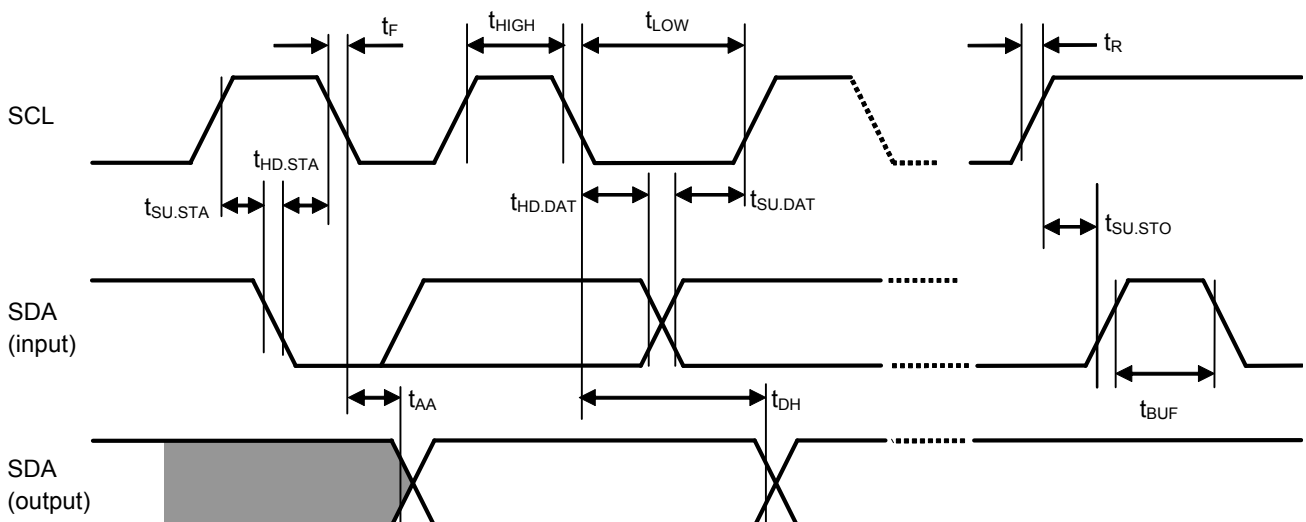 tF
tHIGH
tLOW
tR
SCL
tHD.STA
tSU.STA
tHD.DAT
tSU.DAT
tSU.STO
SDA
(input)
tAA
tDH
tBUF
SDA
(output)